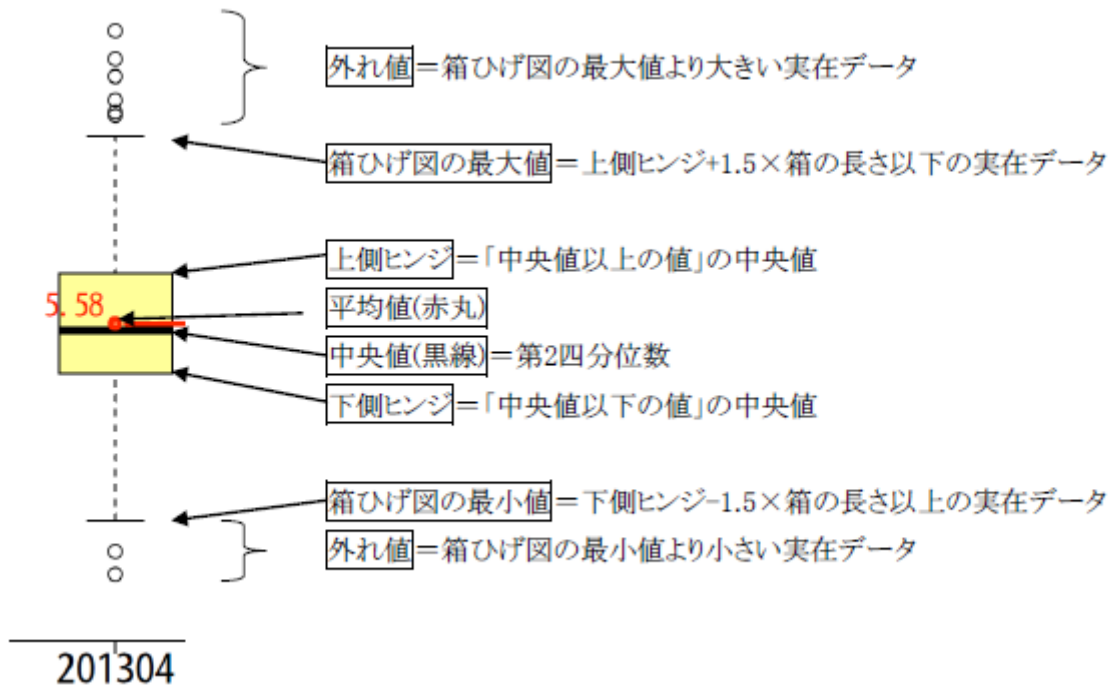 外れ値＝箱ひげ図の最大値より大きい実在データ
箱ひげ図の最大値＝上側ヒンジ+1.5×箱の長さ以下の実在データ
上側ヒンジ＝「中央値以上の値」の中央値
5.58
平均値(赤丸)
中央値(黒線)＝第2四分位数
下側ヒンジ＝「中央値以下の値」の中央値
箱ひげ図の最小値＝下側ヒンジ-1.5×箱の長さ以上の実在データ
外れ値＝箱ひげ図の最小値より小さい実在データ
201304